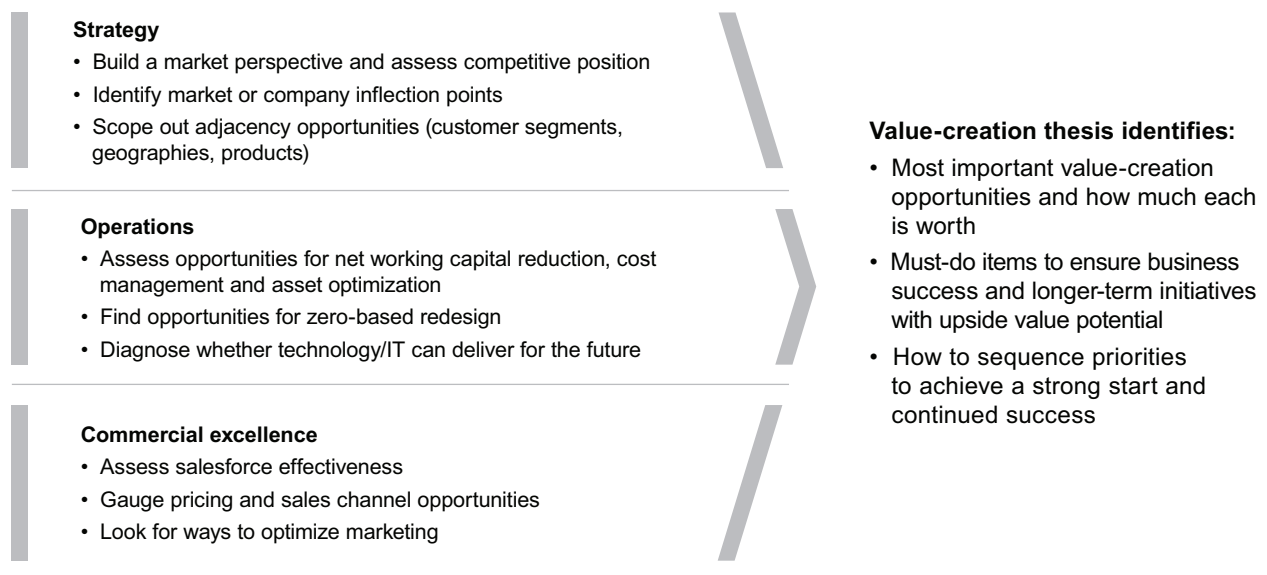 Strategy
• Build a market perspective and assess competitive position
• Identify market or company inflection points
• Scope out adjacency opportunities (customer segments,
geographies, products)
Operations
• Assess opportunities for net working capital reduction, cost
management and asset optimization
• Find opportunities for zero-based redesign
• Diagnose whether technology/IT can deliver for the future
Commercial excellence
• Assess salesforce effectiveness
• Gauge pricing and sales channel opportunities
• Look for ways to optimize marketing
Value-creation thesis identifies:
• Most important value-creation
opportunities and how much each
is worth
• Must-do items to ensure business
success and longer-term initiatives
with upside value potential
• How to sequence priorities
to achieve a strong start and
continued success